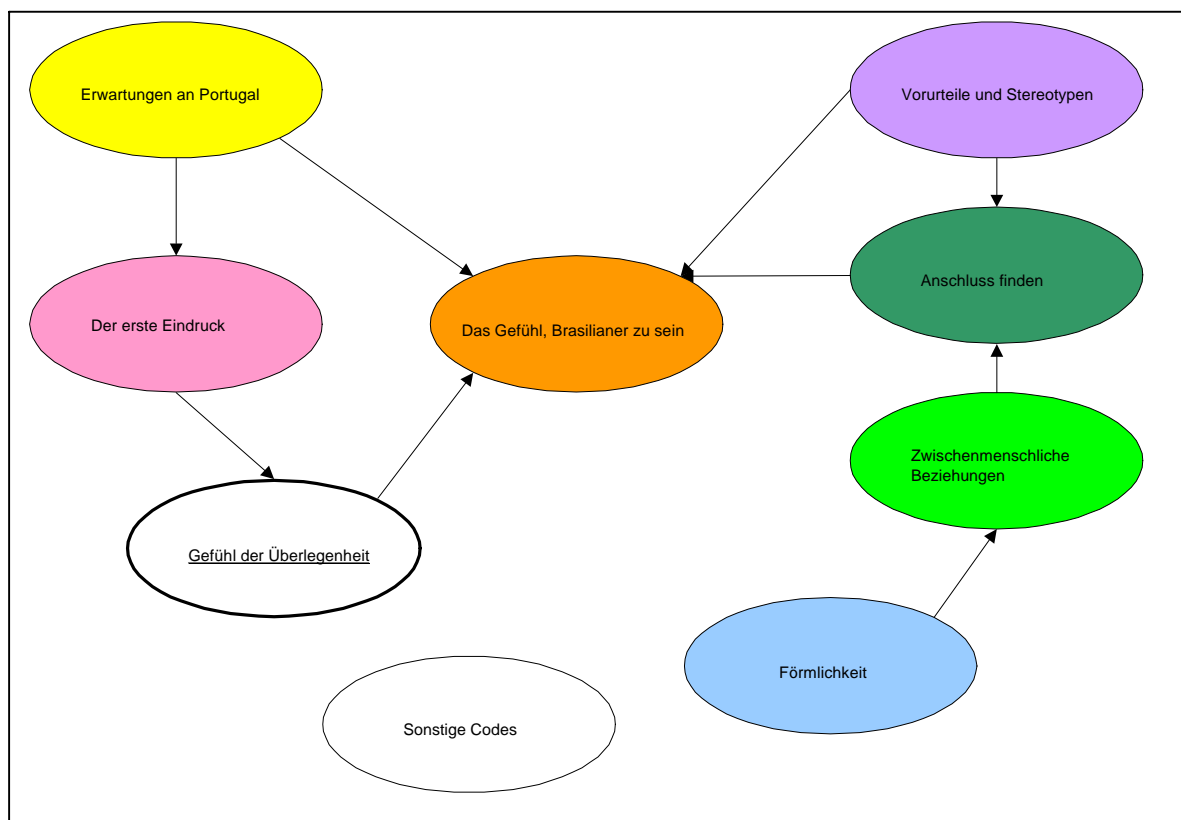 Erwartungen an Portugal
Vorurteile und Stereotypen
Anschluss finden
Der erste Eindruck
Das Gefühl, Brasilianer zu sein
Zwischenmenschliche
Beziehungen
Gefühl der Überlegenheit
Förmlichkeit
Sonstige Codes